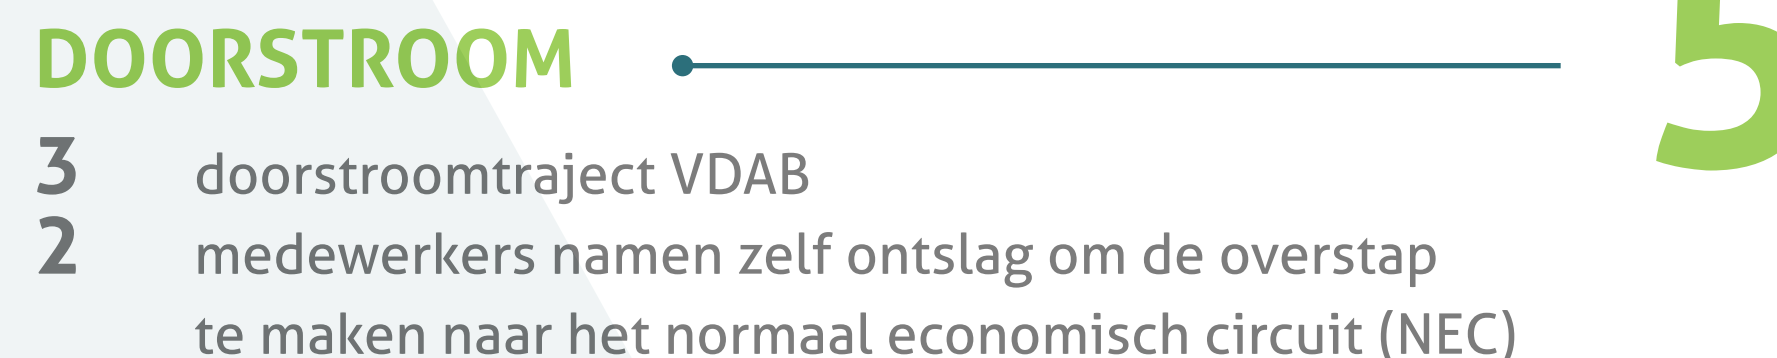 DOORSTROOM 5
3 doorstroomtraject VDAB
2 medewerkers namen zelf ontslag om de overstap
te maken naar het normaal economisch circuit (NEC)